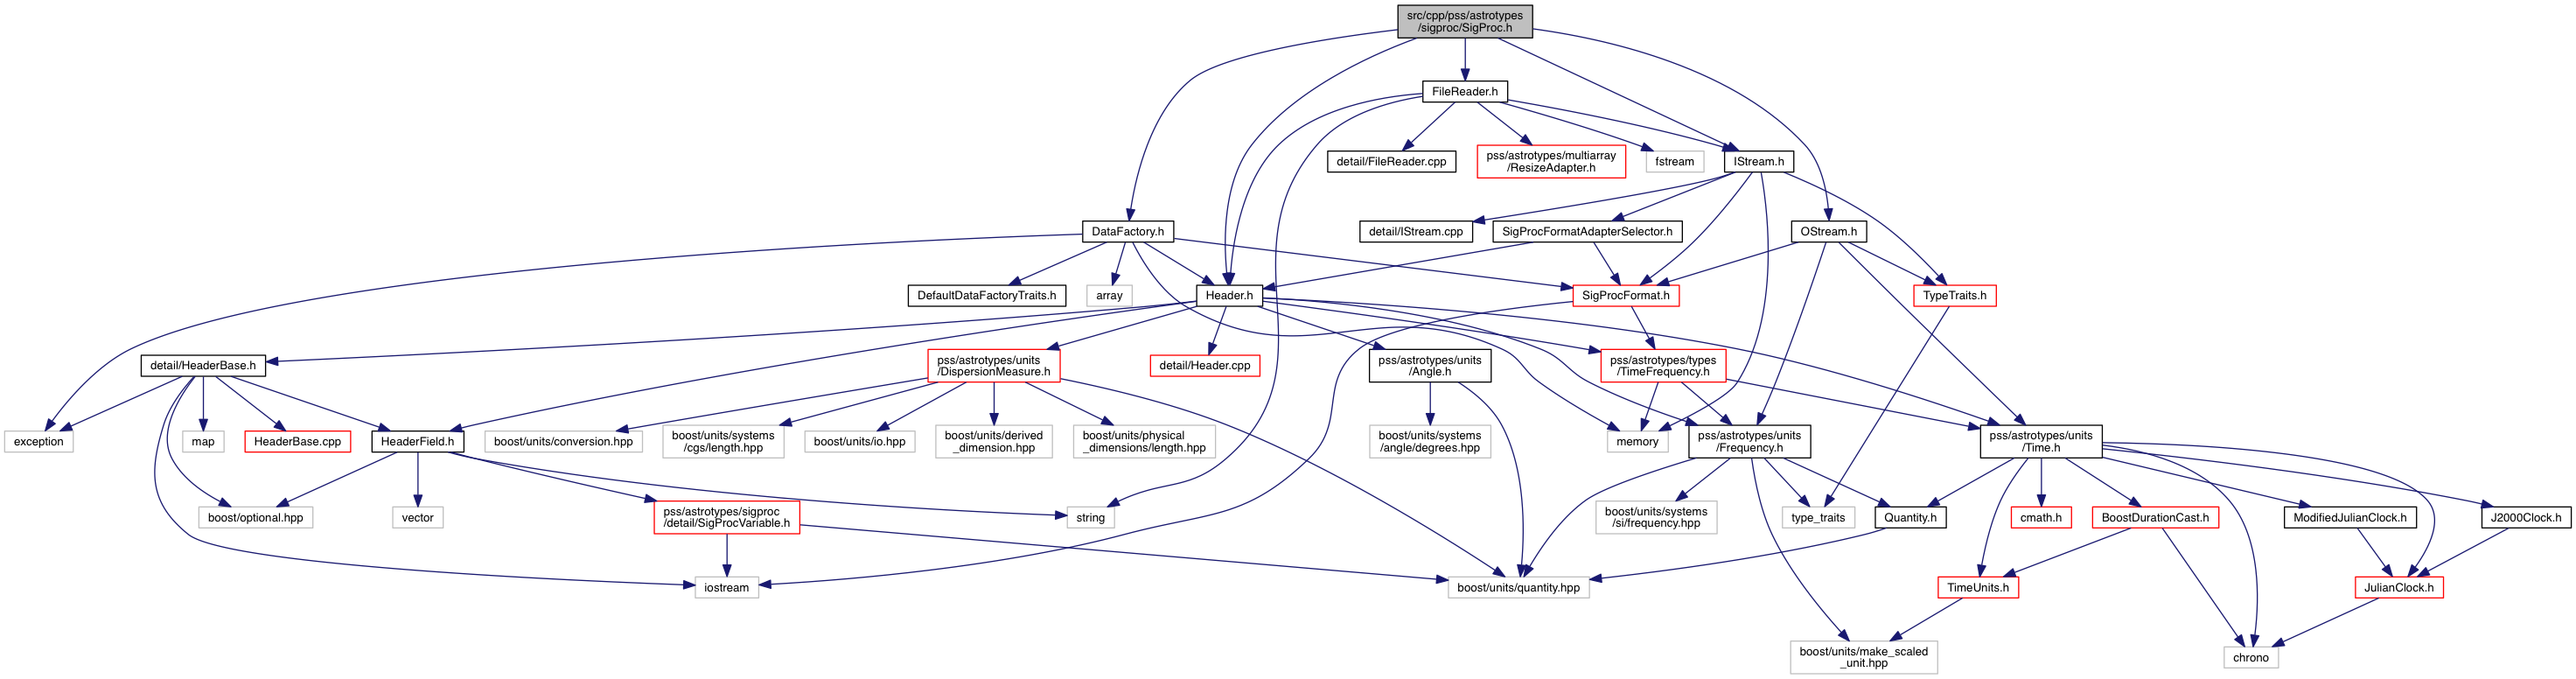 src/cpp/pss/astrotypes
/sigproc/SigProc.h
FileReader.h
detail/FileReader.cpp
pss/astrotypes/multiarray
/ResizeAdapter.h
fstream
IStream.h
DataFactory.h
detail/IStream.cpp
SigProcFormatAdapterSelector.h
OStream.h
DefaultDataFactoryTraits.h
array
Header.h
SigProcFormat.h
TypeTraits.h
detail/HeaderBase.h
pss/astrotypes/units
/DispersionMeasure.h
detail/Header.cpp
pss/astrotypes/units
/Angle.h
pss/astrotypes/types
/TimeFrequency.h
exception
map
HeaderBase.cpp
HeaderField.h
boost/units/conversion.hpp
boost/units/systems
/cgs/length.hpp
boost/units/io.hpp
boost/units/derived
_dimension.hpp
boost/units/physical
_dimensions/length.hpp
boost/units/systems
/angle/degrees.hpp
memory
pss/astrotypes/units
/Frequency.h
pss/astrotypes/units
/Time.h
boost/optional.hpp
vector
pss/astrotypes/sigproc
/detail/SigProcVariable.h
string
boost/units/systems
/si/frequency.hpp
type_traits
Quantity.h
cmath.h
BoostDurationCast.h
ModifiedJulianClock.h
J2000Clock.h
iostream
boost/units/quantity.hpp
TimeUnits.h
JulianClock.h
boost/units/make_scaled
_unit.hpp
chrono